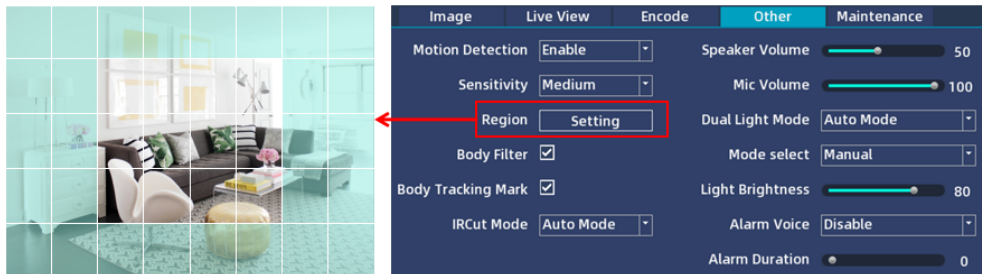 Image Live View Encode Other Maintenance
Motion Detection Enable Speaker Volume 50
Sensitivity Medium Mic Volume 100
Region Setting Dual Light Mode Auto Mode
Body Filter Mode select Manual
Body Tracking Mark Light Brightness 80
IRCut Mode Auto Mode Alarm Voice Disable
Alarm Duration 0